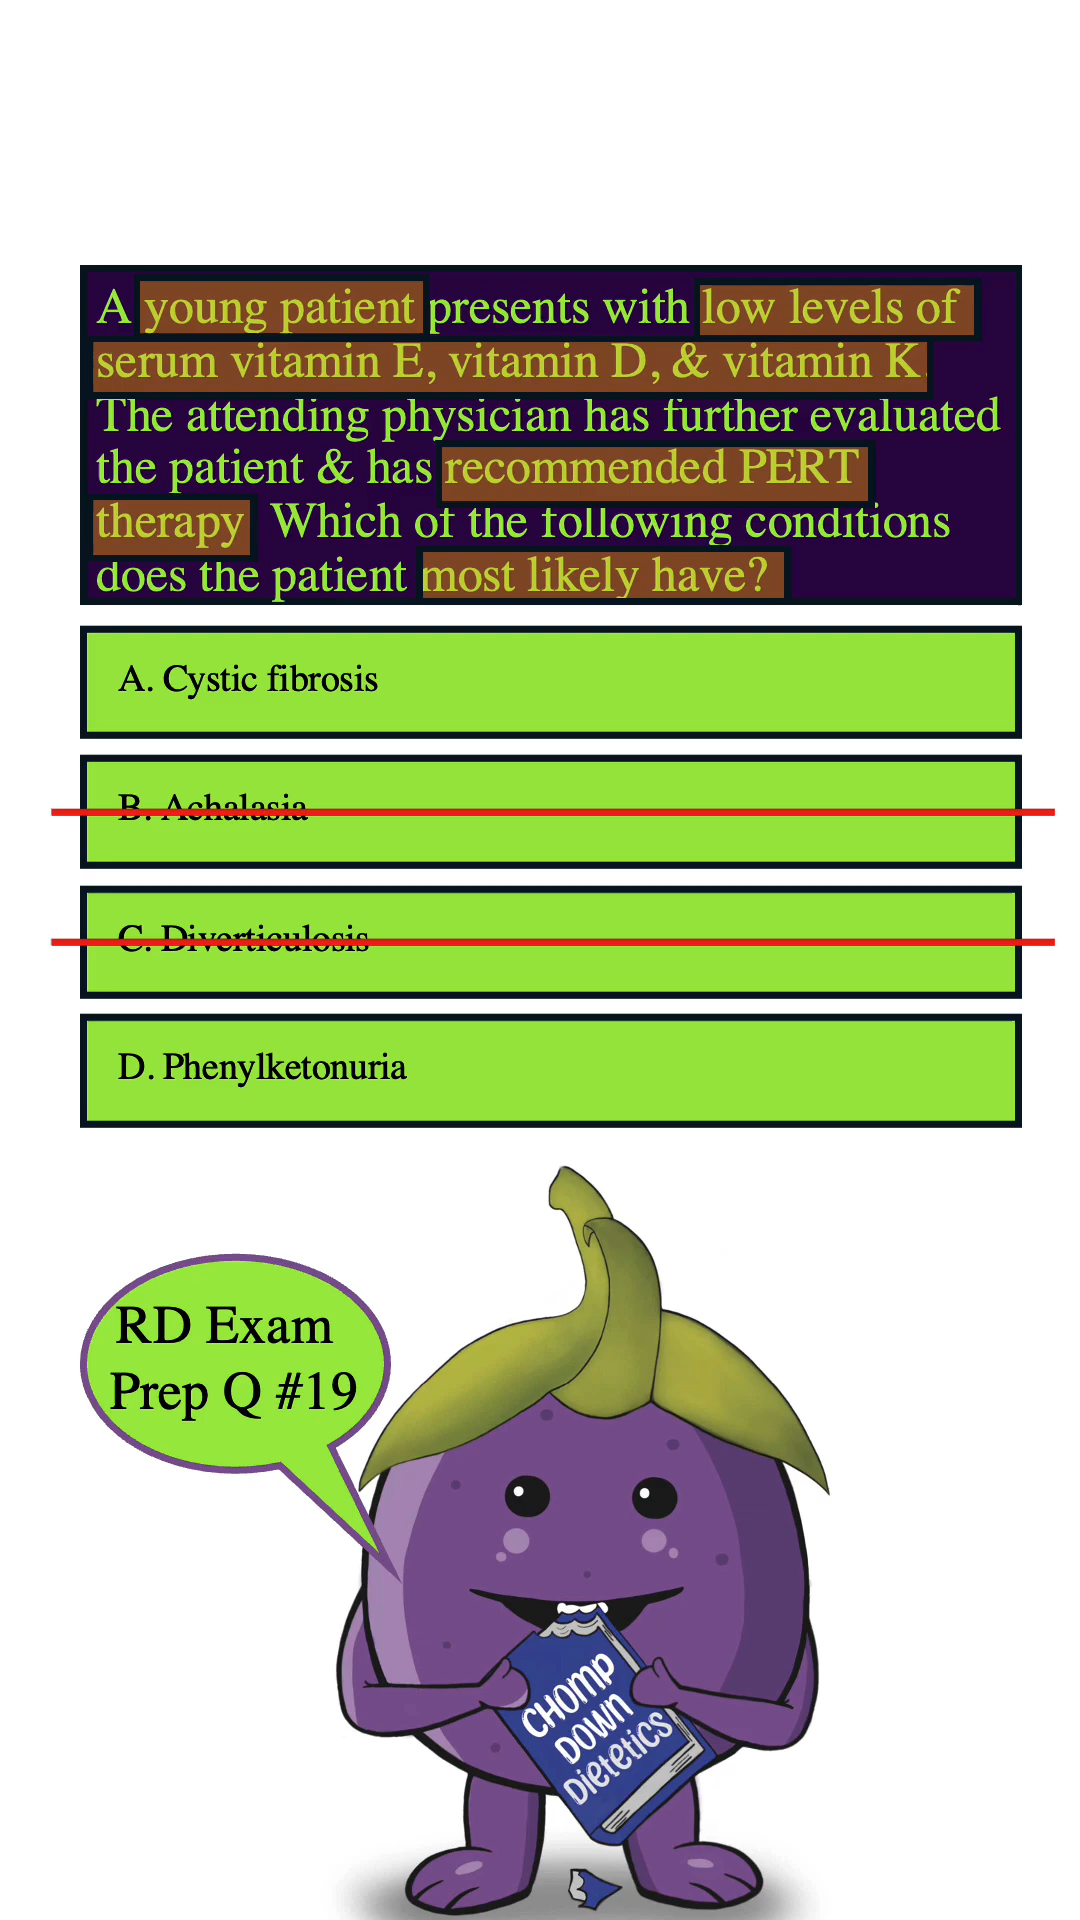 A young patient presents with low levels of
serum vitamin E, vitamin D, & vitamin K.
The attending physician has further evaluated
the patient & has recommended PERT
therapy Which of the following conditions
does the patient most likely have?
A. Cystic fibrosis
B. Achalasia
C. Diverticulosis
D. Phenylketonuria
RD Exam
Prep Q #19
CHOMP
DOWN
Dietetics